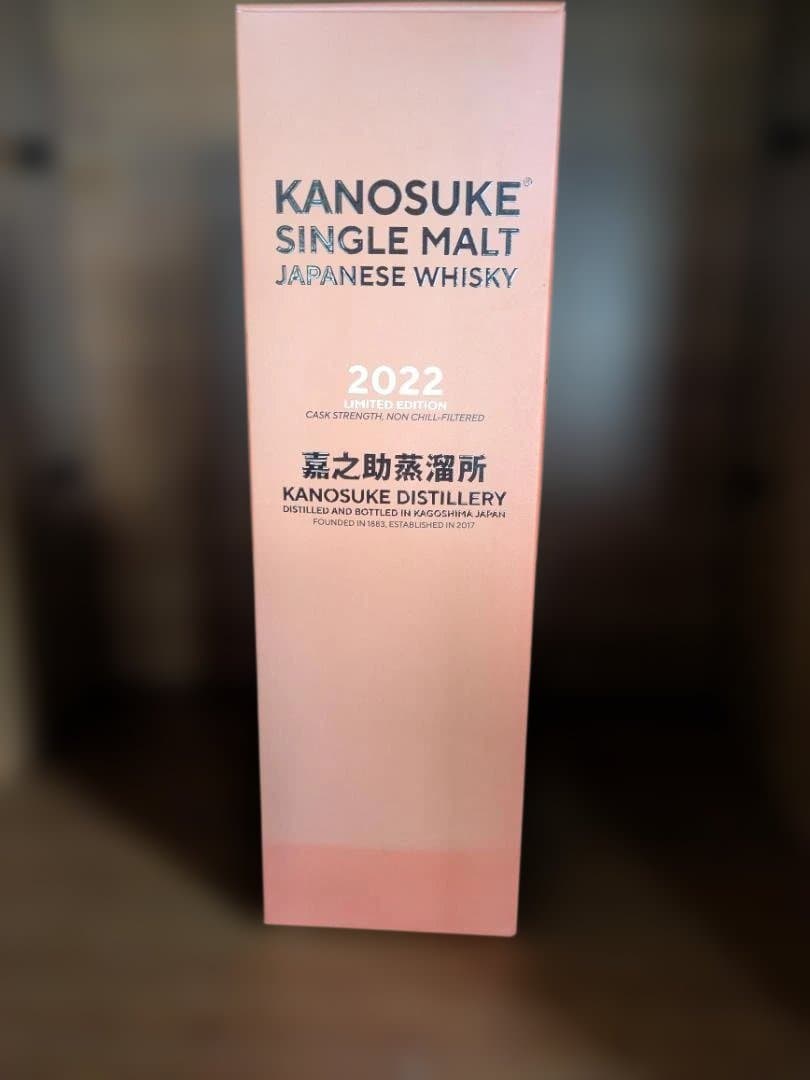 KANOSUKE®
SINGLE MALT
JAPANESE WHISKY
2022
LIMITED EDITION
CASK STRENGTH, NON CHILL-FILTERED
嘉之助蒸溜所
KANOSUKE DISTILLERY
DISTILLED AND BOTTLED IN KAGOSHIMA JAPAN
FOUNDED IN 1883, ESTABLISHED IN 2017